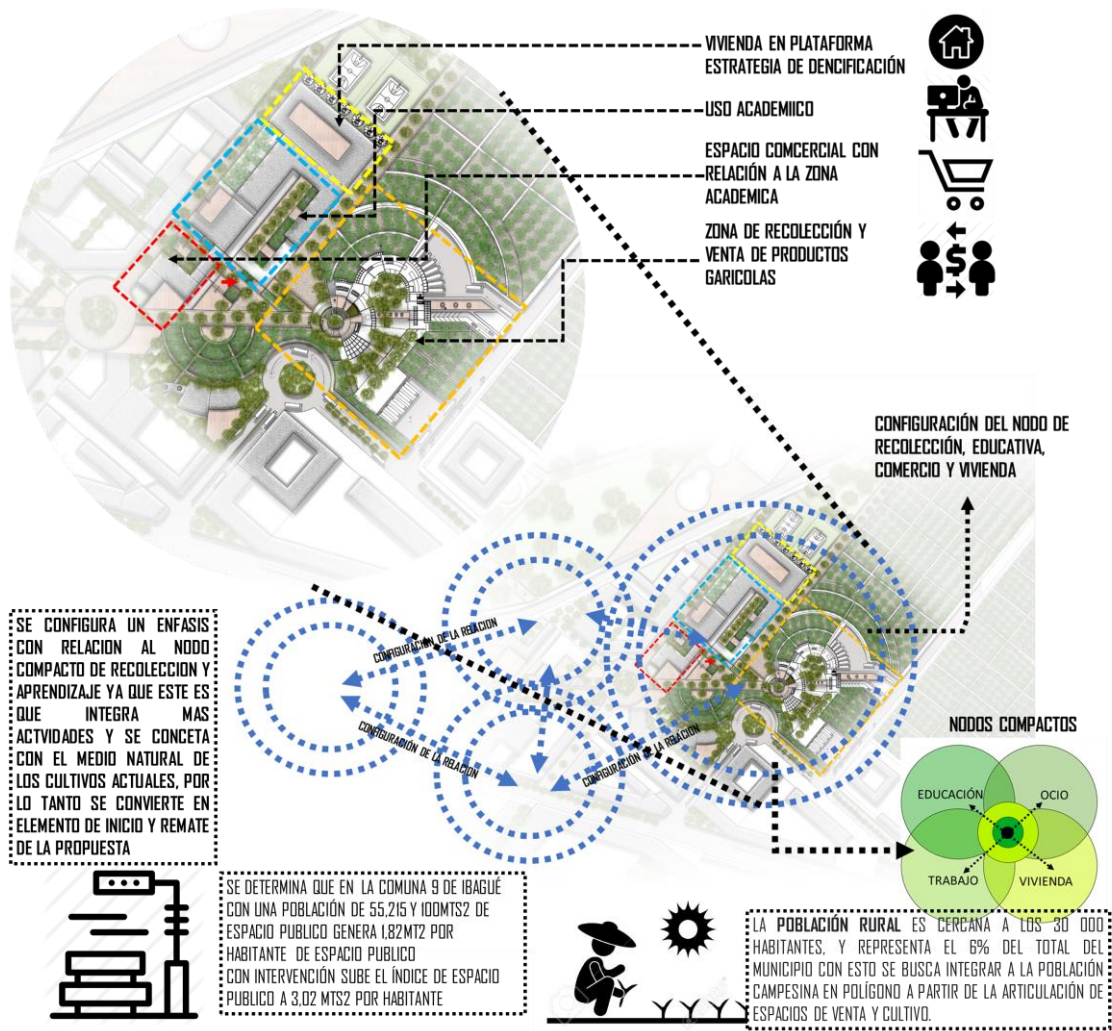 VIVIENDA EN PLATAFORMA
ESTRATEGIA DE DENCIFICACIÓN
USO ACADEMIICO
ESPACIO COMCERCIAL CON
RELACIÓN A LA ZONA
ACADEMICA
ZONA DE RECOLECCIÓN Y
VENTA DE PRODUCTOS
GARICOLAS
CONFIGURACIÓN DEL NODO DE
RECOLECCIÓN, EDUCATIVA,
COMERCIO Y VIVIENDA
CONFIGURACIÓN DE LA RELACION
CONFIGURACIÓN DE LA RELACION
CONFIGURACIÓN DE LA RELACION
SE CONFIGURA UN ENFASIS
CON RELACION AL NODO
COMPACTO DE RECOLECCION Y
APRENDIZAJE YA QUE ESTE ES
QUE INTEGRA MAS
ACTVIDADES Y SE CONCETA
CON EL MEDIO NATURAL DE
LOS CULTIVOS ACTUALES, POR
LO TANTO SE CONVIERTE EN
ELEMENTO DE INICIO Y REMATE
DE LA PROPUESTA
NODOS COMPACTOS
EDUCACIÓN
OCIO
TRABAJO
VIVIENDA
SE DETERMINA QUE EN LA COMUNA 9 DE IBAGUÉ
CON UNA POBLACIÓN DE 55,215 Y 100MTS2 DE
ESPACIO PUBLICO GENERA 1,82MT2 POR
HABITANTE DE ESPACIO PUBLICO
CON INTERVENCIÓN SUBE EL ÍNDICE DE ESPACIO
PUBLICO A 3,02 MTS2 POR HABITANTE
LA POBLACIÓN RURAL ES CERCANA A LOS 30 000
HABITANTES, Y REPRESENTA EL 6% DEL TOTAL DEL
MUNICIPIO CON ESTO SE BUSCA INTEGRAR A LA POBLACIÓN
CAMPESINA EN POLÍGONO A PARTIR DE LA ARTICULACIÓN DE
ESPACIOS DE VENTA Y CULTIVO.